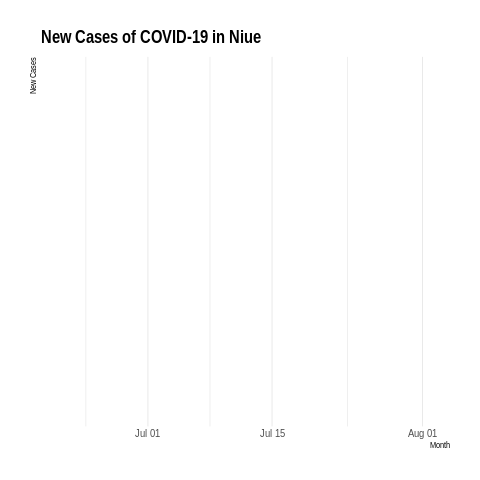 New Cases of COVID-19 in Niue
New Cases
Jul 01
Jul 15
Aug 01
Month